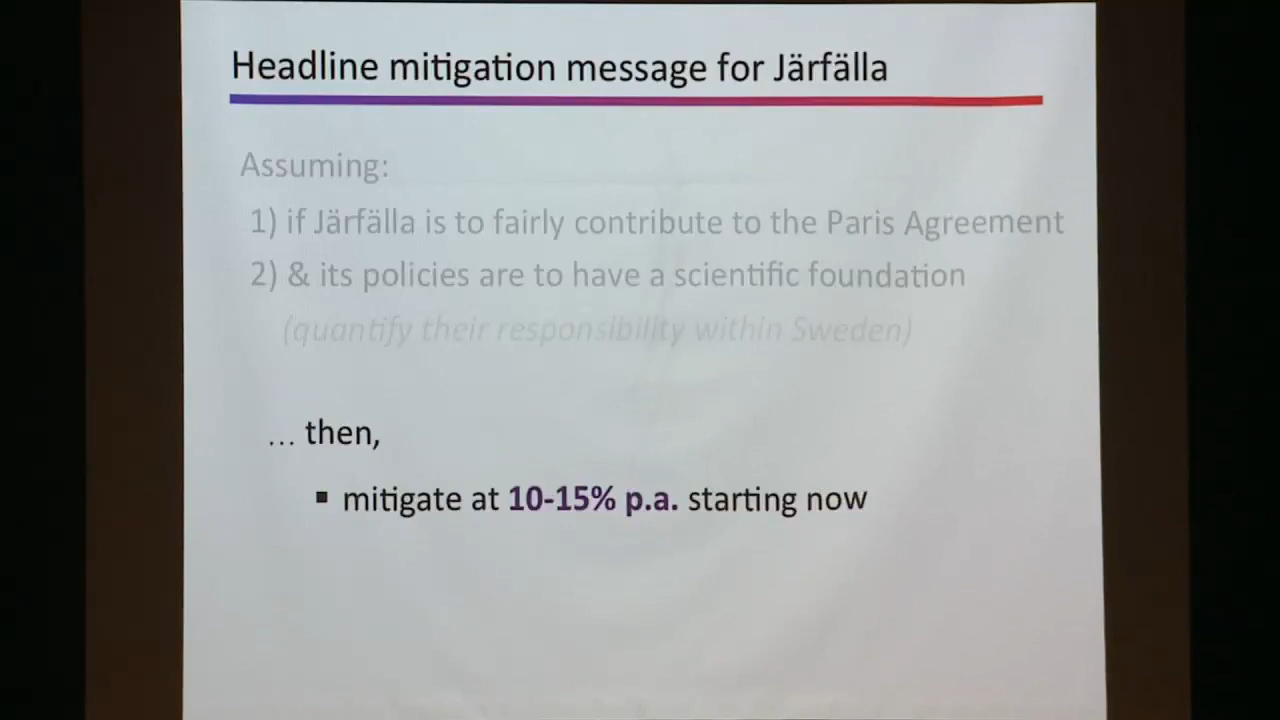 Headline mitigation message for Järfälla
Assuming:
1) if Järfälla is to fairly contribute to the Paris Agreement
2) & its policies are to have a scientific foundation
(quantify their responsibility within Sweden)
... then,
▪ mitigate at 10-15% p.a. starting now